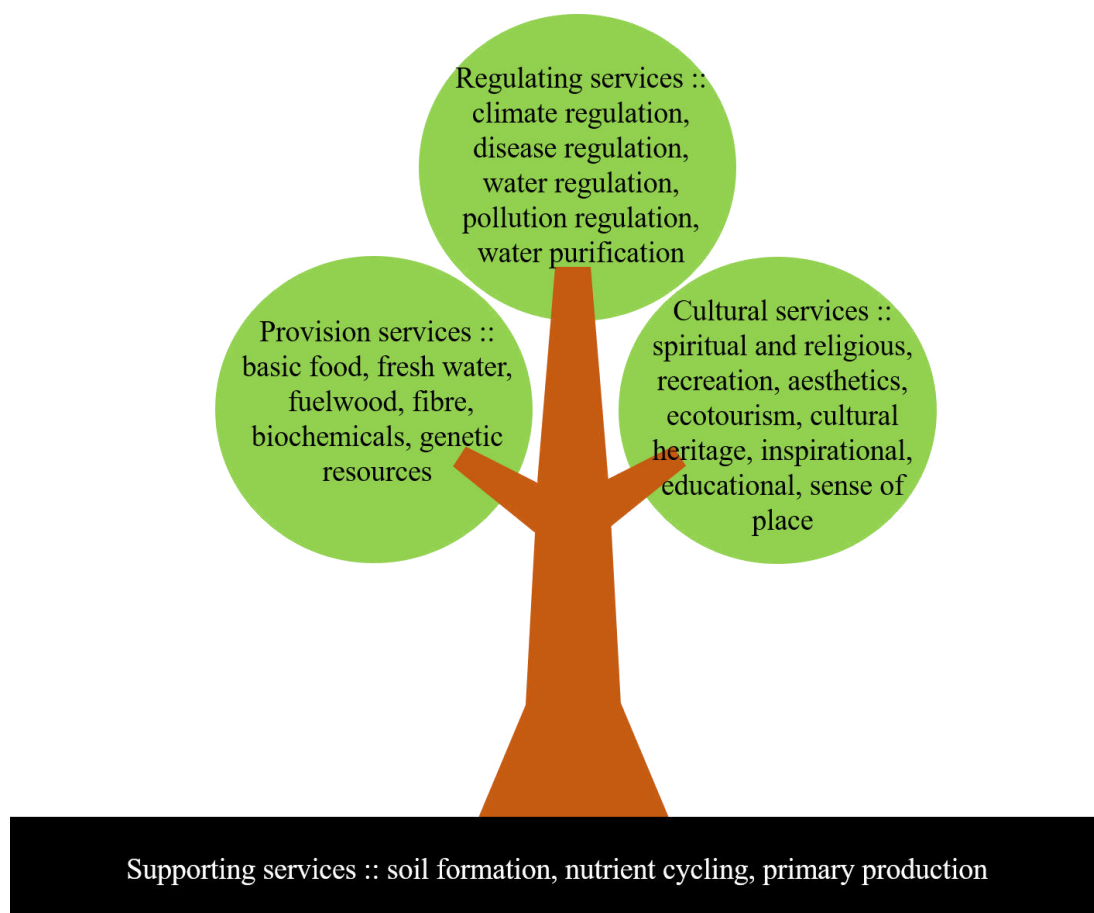 Regulating services ::
climate regulation,
disease regulation,
water regulation,
pollution regulation,
water purification
Provision services ::
basic food, fresh water,
fuelwood, fibre,
biochemicals, genetic
resources
Cultural services ::
spiritual and religious,
recreation, aesthetics,
ecotourism, cultural
heritage, inspirational,
educational, sense of
place
Supporting services :: soil formation, nutrient cycling, primary production